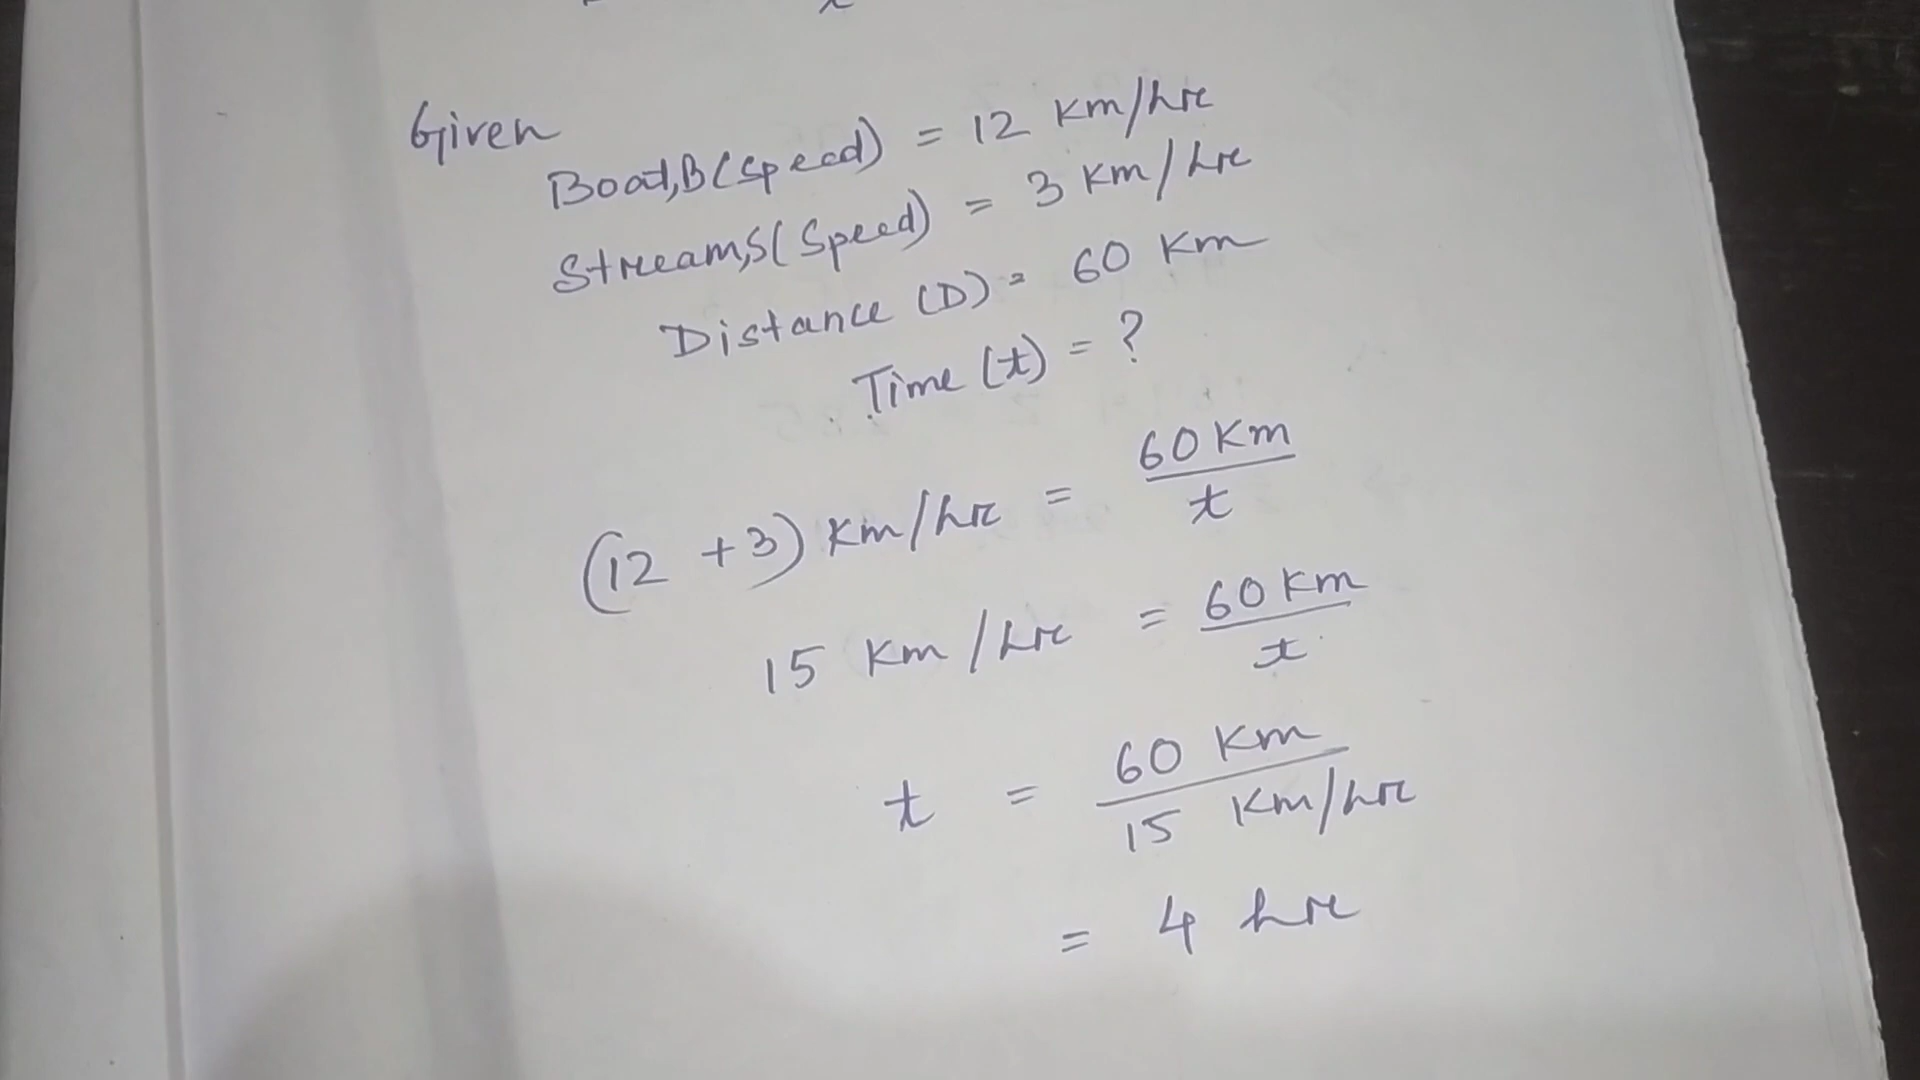 Given
Boat,B(Speed) = 12 Km/hr
Stream,S(Speed) = 3 Km/hr
Distance (D) = 60 Km
Time (t) = ?
(12 + 3) Km/hr = 60 Km / t
15 Km/hr = 60 Km / t
t = 60 Km / 15 Km/hr
= 4 hr